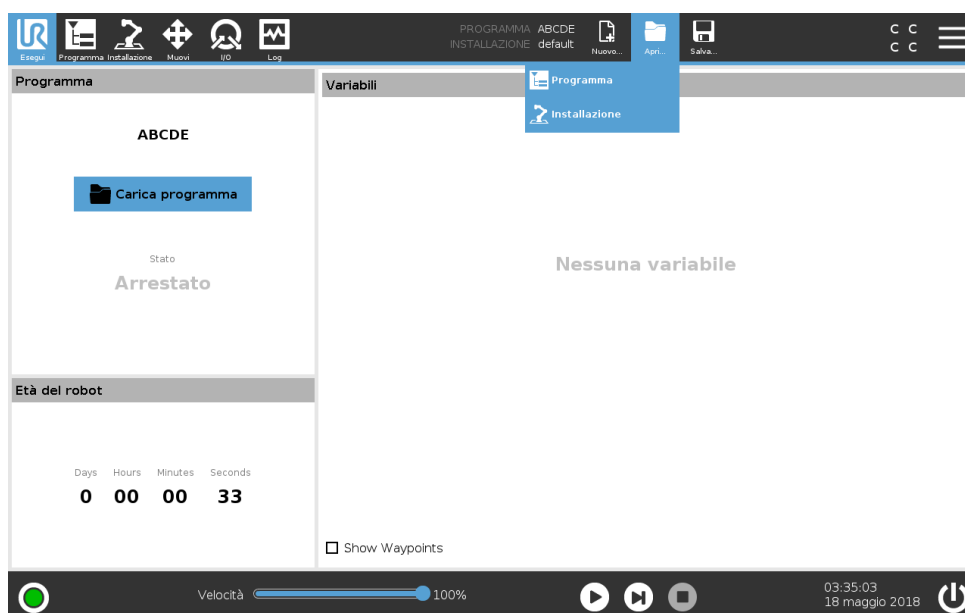 UR
PROGRAMMA ABCDE
INSTALLAZIONE default
Esegui Programma Installazione Muovi I/O Log Nuovo... Apri... Salva...
C C
C C
Programma
Installazione
Programma
ABCDE
Carica programma
Stato
Arrestato
Età del robot
Days Hours Minutes Seconds
0 00 00 33
Variabili
Nessuna variabile
Show Waypoints
Velocità 100%
03:35:03
18 maggio 2018